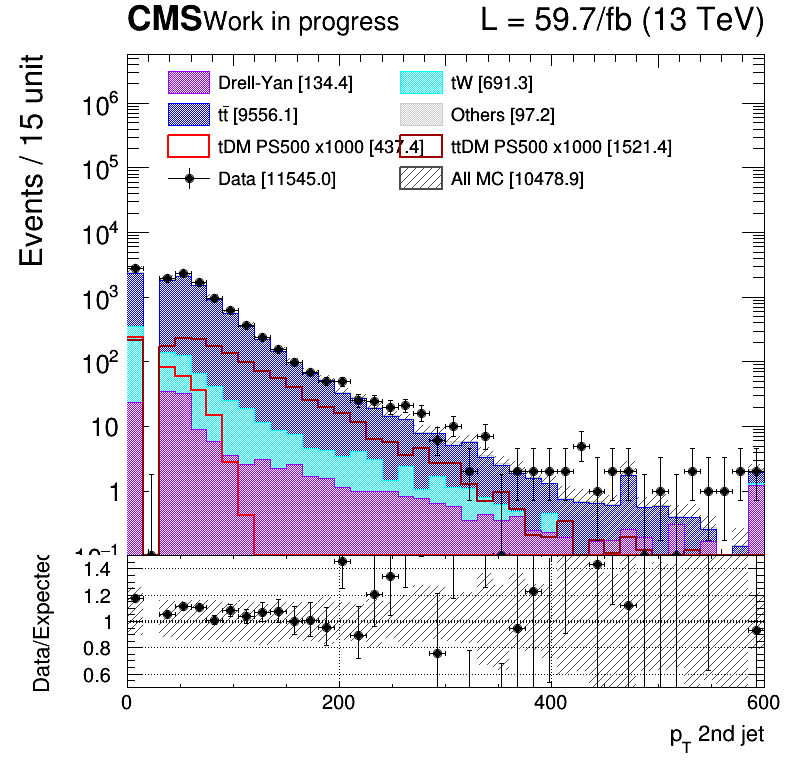 CMS Work in progress L = 59.7/fb (13 TeV)
Events / 15 unit
Drell-Yan [134.4] tW [691.3]
tt̄ [9556.1] Others [97.2]
tDM PS500 x1000 [437.4] ttDM PS500 x1000 [1521.4]
Data [11545.0] All MC [10478.9]
10⁶
10⁵
10⁴
10³
10²
10
1
10⁻¹
Data/Expected
1.4
1.2
1
0.8
0.6
0 200 400 600
p_T 2nd jet